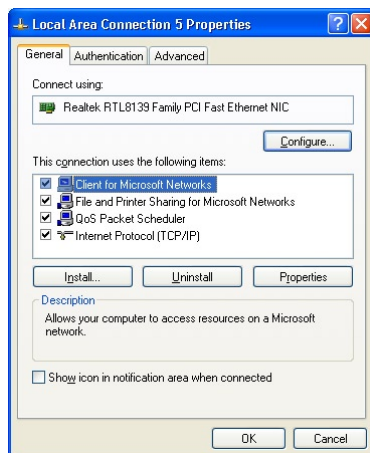 Local Area Connection 5 Properties
General Authentication Advanced
Connect using:
Realtek RTL8139 Family PCI Fast Ethernet NIC
Configure...
This connection uses the following items:
Client for Microsoft Networks
File and Printer Sharing for Microsoft Networks
QoS Packet Scheduler
Internet Protocol (TCP/IP)
Install... Uninstall Properties
Description
Allows your computer to access resources on a Microsoft
network.
Show icon in notification area when connected
OK Cancel